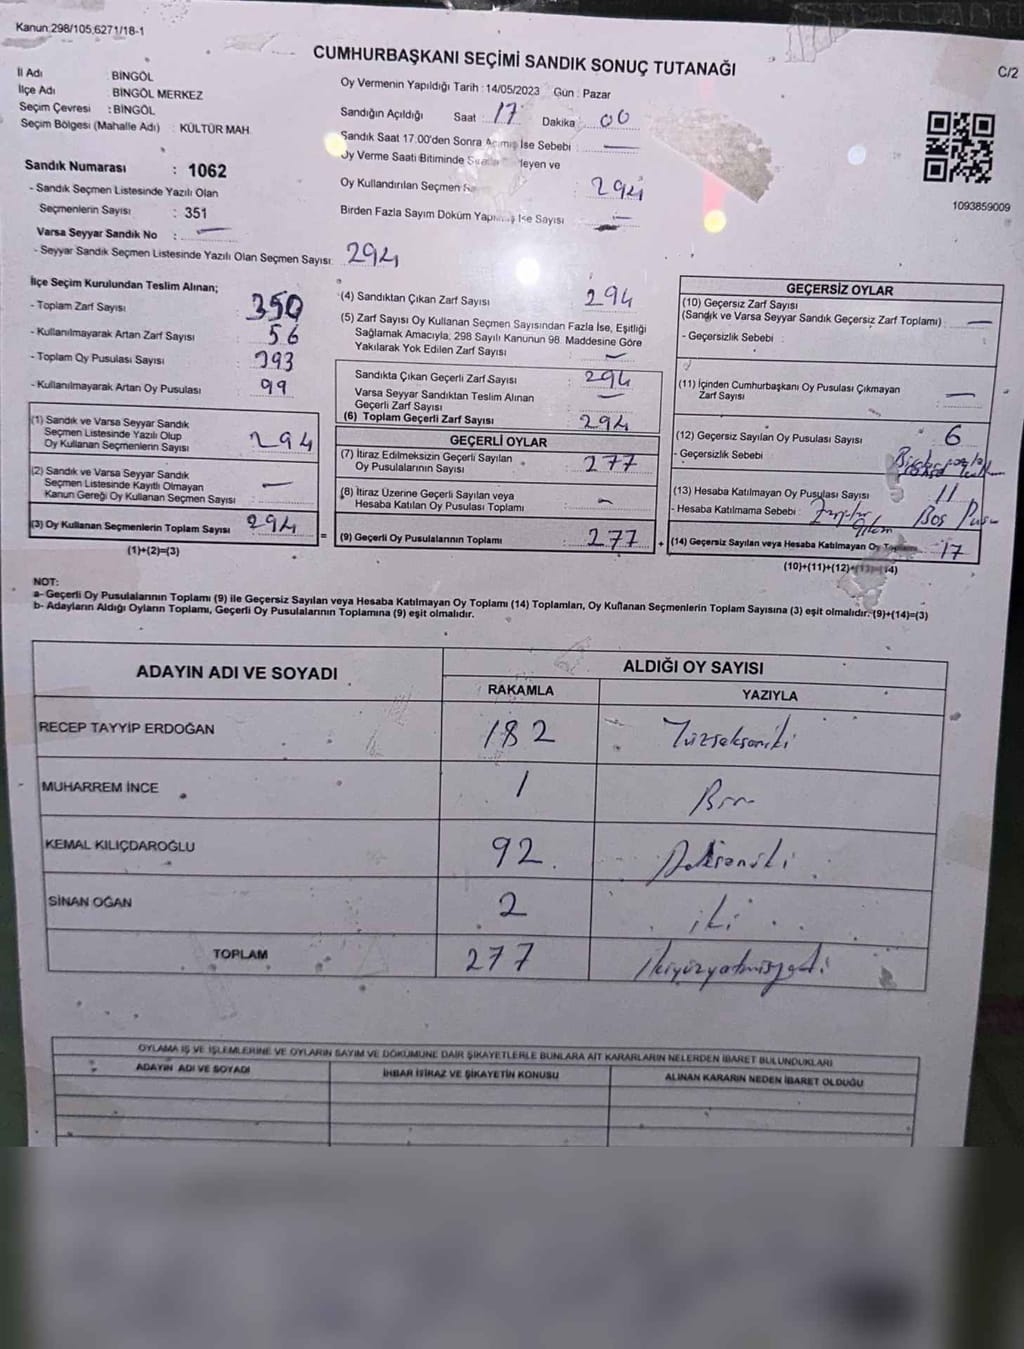 Kanun:298/105;6271/18-1
CUMHURBAŞKANI SEÇİMİ SANDIK SONUÇ TUTANAĞI
C/2
İl Adı BİNGÖL
İlçe Adı BİNGÖL MERKEZ
Seçim Çevresi : BİNGÖL
Seçim Bölgesi (Mahalle Adı) : KÜLTÜR MAH.
Sandık Numarası : 1062
- Sandık Seçmen Listesinde Yazılı Olan
Seçmenlerin Sayısı : 351
Varsa Seyyar Sandık No :
- Seyyar Sandık Seçmen Listesinde Yazılı Olan Seçmen Sayısı: 294
Oy Vermenin Yapıldığı Tarih : 14/05/2023 Gün : Pazar
Sandığın Açıldığı Saat 17 Dakika 00
Sandık Saat 17:00'den Sonra İse Sebebi :
Oy Verme Saati Bitiminde leyen ve
Oy Kullandırılan Seçmen 294
Birden Fazla Sayım Döküm İse Sayısı
1093859009
İlçe Seçim Kurulundan Teslim Alınan;
- Toplam Zarf Sayısı 350
- Kullanılmayarak Artan Zarf Sayısı 56
- Toplam Oy Pusulası Sayısı 393
- Kullanılmayarak Artan Oy Pusulası 99
(1) Sandık ve Varsa Seyyar Sandık
Seçmen Listesinde Yazılı Olup
Oy Kullanan Seçmenlerin Sayısı 294
(2) Sandık ve Varsa Seyyar Sandık
Seçmen Listesinde Kayıtlı Olmayan
Kanun Gereği Oy Kullanan Seçmen Sayısı
(3) Oy Kullanan Seçmenlerin Toplam Sayısı 294
(1)+(2)=(3)
(4) Sandıktan Çıkan Zarf Sayısı 294
(5) Zarf Sayısı Oy Kullanan Seçmen Sayısından Fazla İse, Eşitliği
Sağlamak Amacıyla, 298 Sayılı Kanunun 98. Maddesine Göre
Yakılarak Yok Edilen Zarf Sayısı :
Sandıkta Çıkan Geçerli Zarf Sayısı : 294
Varsa Seyyar Sandıktan Teslim Alınan
Geçerli Zarf Sayısı
(6) Toplam Geçerli Zarf Sayısı 294
GEÇERLİ OYLAR
(7) İtiraz Edilmeksizin Geçerli Sayılan
Oy Pusulalarının Sayısı 277
(8) İtiraz Üzerine Geçerli Sayılan veya
Hesaba Katılan Oy Pusulası Toplamı
= (9) Geçerli Oy Pusulalarının Toplamı 277
GEÇERSİZ OYLAR
(10) Geçersiz Zarf Sayısı
(Sandık ve Varsa Seyyar Sandık Geçersiz Zarf Toplamı) :
- Geçersizlik Sebebi :
(11) İçinden Cumhurbaşkanı Oy Pusulası Çıkmayan
Zarf Sayısı
(12) Geçersiz Sayılan Oy Pusulası Sayısı 6
- Geçersizlik Sebebi
(13) Hesaba Katılmayan Oy Pusulası Sayısı 11
- Hesaba Katılmama Sebebi Boş
+ (14) Geçersiz Sayılan veya Hesaba Katılmayan Oy Toplamı 17
(10)+(11)+(12)+(13)=(14)
NOT:
a- Geçerli Oy Pusulalarının Toplamı (9) ile Geçersiz Sayılan veya Hesaba Katılmayan Oy Toplamı (14) Toplamları, Oy Kullanan Seçmenlerin Toplam Sayısına (3) eşit olmalıdır. (9)+(14)=(3)
b- Adayların Aldığı Oyların Toplamı, Geçerli Oy Pusulalarının Toplamına (9) eşit olmalıdır.
ADAYIN ADI VE SOYADI
ALDIĞI OY SAYISI
RAKAMLA YAZIYLA
RECEP TAYYİP ERDOĞAN 182 Yüzsekseniki
MUHARREM İNCE 1 Bir
KEMAL KILIÇDAROĞLU 92 Doksaniki
SİNAN OĞAN 2 iki
TOPLAM 277 İkiyüzyetmişyedi
OYLAMA İŞ VE İŞLEMLERİNE VE OYLARIN SAYIM VE DÖKÜMÜNE DAİR ŞİKAYETLERLE BUNLARA AİT KARARLARIN NELERDEN İBARET BULUNDUKLARI
ADAYIN ADI VE SOYADI
İHBAR İTİRAZ VE ŞİKAYETİN KONUSU
ALINAN KARARIN NEDEN İBARET OLDUĞU